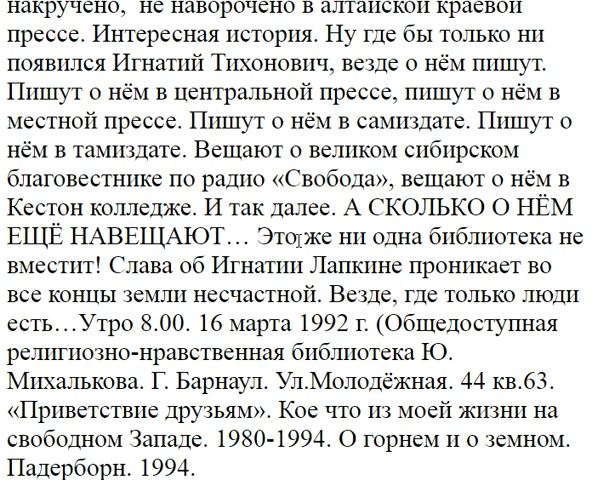 накручено, не наворочено в алтайской краевой
прессе. Интересная история. Ну где бы только ни
появился Игнатий Тихонович, везде о нём пишут.
Пишут о нём в центральной прессе, пишут о нём в
местной прессе. Пишут о нём в самиздате. Пишут о
нём в тамиздате. Вещают о великом сибирском
благовестнике по радио «Свобода», вещают о нём в
Кестон колледже. И так далее. А СКОЛЬКО О НЁМ
ЕЩЁ НАВЕЩАЮТ… Это же ни одна библиотека не
вместит! Слава об Игнатии Лапкине проникает во
все концы земли несчастной. Везде, где только люди
есть…Утро 8.00. 16 марта 1992 г. (Общедоступная
религиозно-нравственная библиотека Ю.
Михалькова. Г. Барнаул. Ул.Молодёжная. 44 кв.63.
«Приветствие друзьям». Кое что из моей жизни на
свободном Западе. 1980-1994. О горнем и о земном.
Падерборн. 1994.